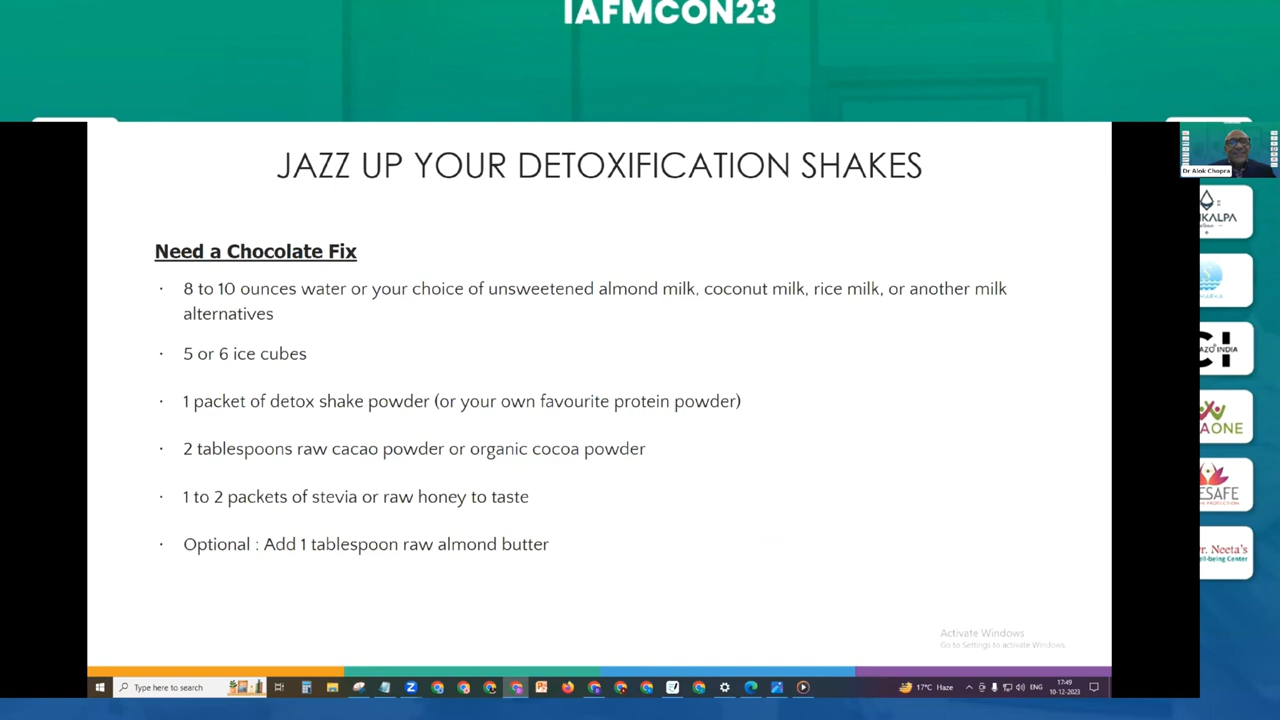 IAFMCON23
JAZZ UP YOUR DETOXIFICATION SHAKES
Dr Alok Chopra
Need a Chocolate Fix
· 8 to 10 ounces water or your choice of unsweetened almond milk, coconut milk, rice milk, or another milk
alternatives
· 5 or 6 ice cubes
· 1 packet of detox shake powder (or your own favourite protein powder)
· 2 tablespoons raw cacao powder or organic cocoa powder
· 1 to 2 packets of stevia or raw honey to taste
· Optional : Add 1 tablespoon raw almond butter
NKALPA
AZO INDIA
CI
AONE
ESAFE
r. Neeta's
ll-being Center
Activate Windows
Go to Settings to activate Windows.
Type here to search
17°C Haze
ENG
17:49
10-12-2023